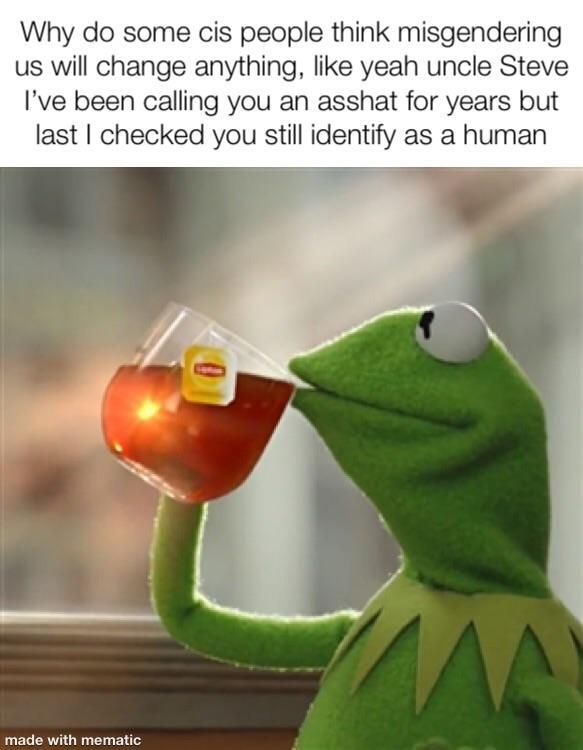 Why do some cis people think misgendering
us will change anything, like yeah uncle Steve
I've been calling you an asshat for years but
last I checked you still identify as a human
Lipton
made with mematic